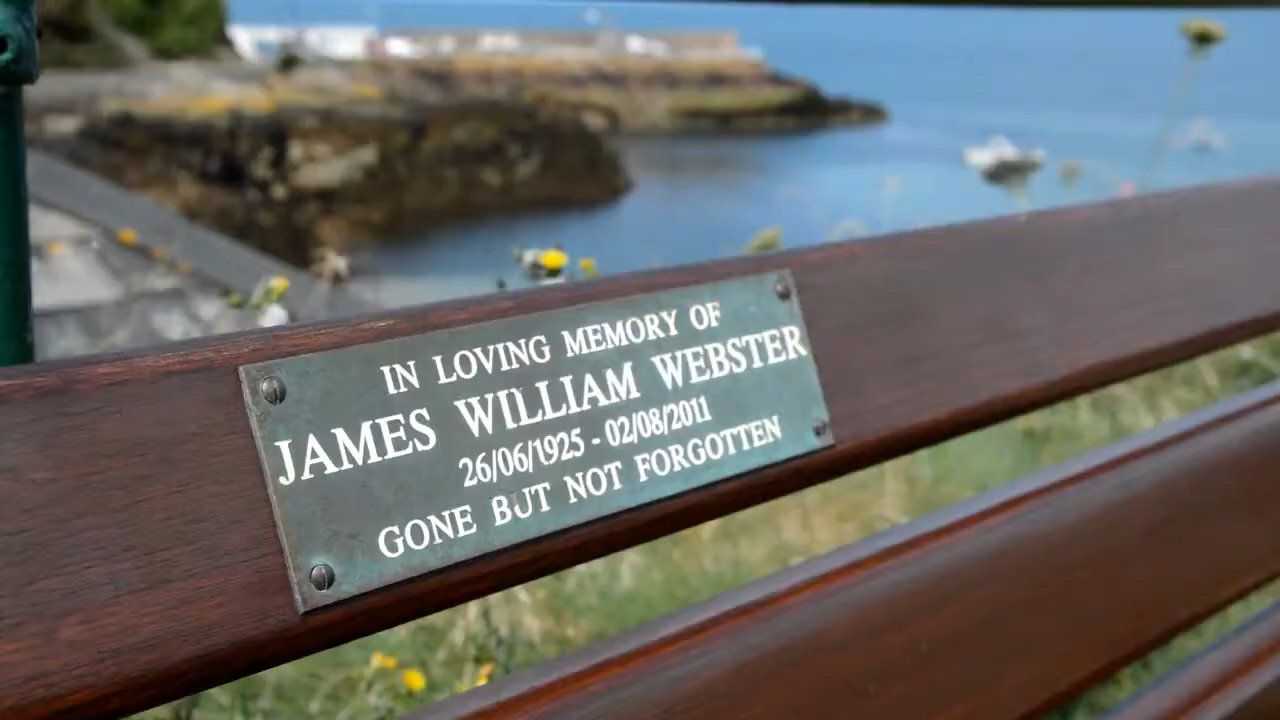 IN LOVING MEMORY OF
JAMES WILLIAM WEBSTER
26/06/1925 - 02/08/2011
GONE BUT NOT FORGOTTEN